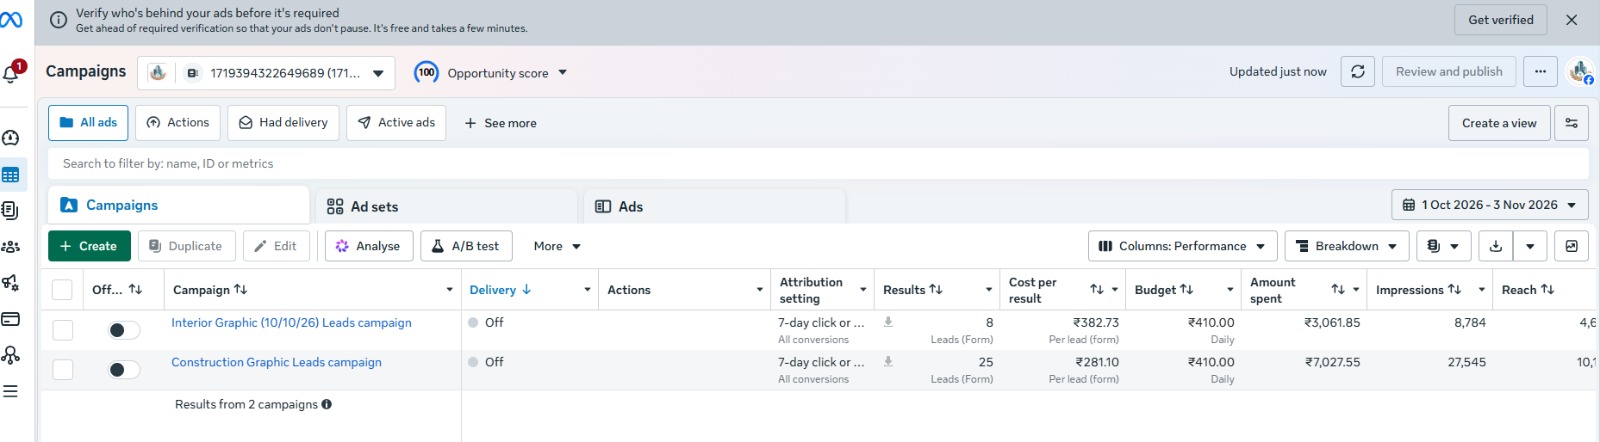 Verify who's behind your ads before it's required
Get ahead of required verification so that your ads don't pause. It's free and takes a few minutes.
Get verified
1
Campaigns
1719394322649689 (171...
100
Opportunity score
Updated just now
Review and publish
All ads
Actions
Had delivery
Active ads
+ See more
Create a view
Search to filter by: name, ID or metrics
Campaigns
Ad sets
Ads
1 Oct 2026 - 3 Nov 2026
+ Create
Duplicate
Edit
Analyse
A/B test
More
Columns: Performance
Breakdown
Off... Campaign Delivery Actions Attribution setting Results Cost per result Budget Amount spent Impressions Reach
Interior Graphic (10/10/26) Leads campaign Off 7-day click or ... 8 ₹382.73 ₹410.00 ₹3,061.85 8,784 4,6
All conversions Leads (Form) Per lead (form) Daily
Construction Graphic Leads campaign Off 7-day click or ... 25 ₹281.10 ₹410.00 ₹7,027.55 27,545 10,1
All conversions Leads (Form) Per lead (form) Daily
Results from 2 campaigns